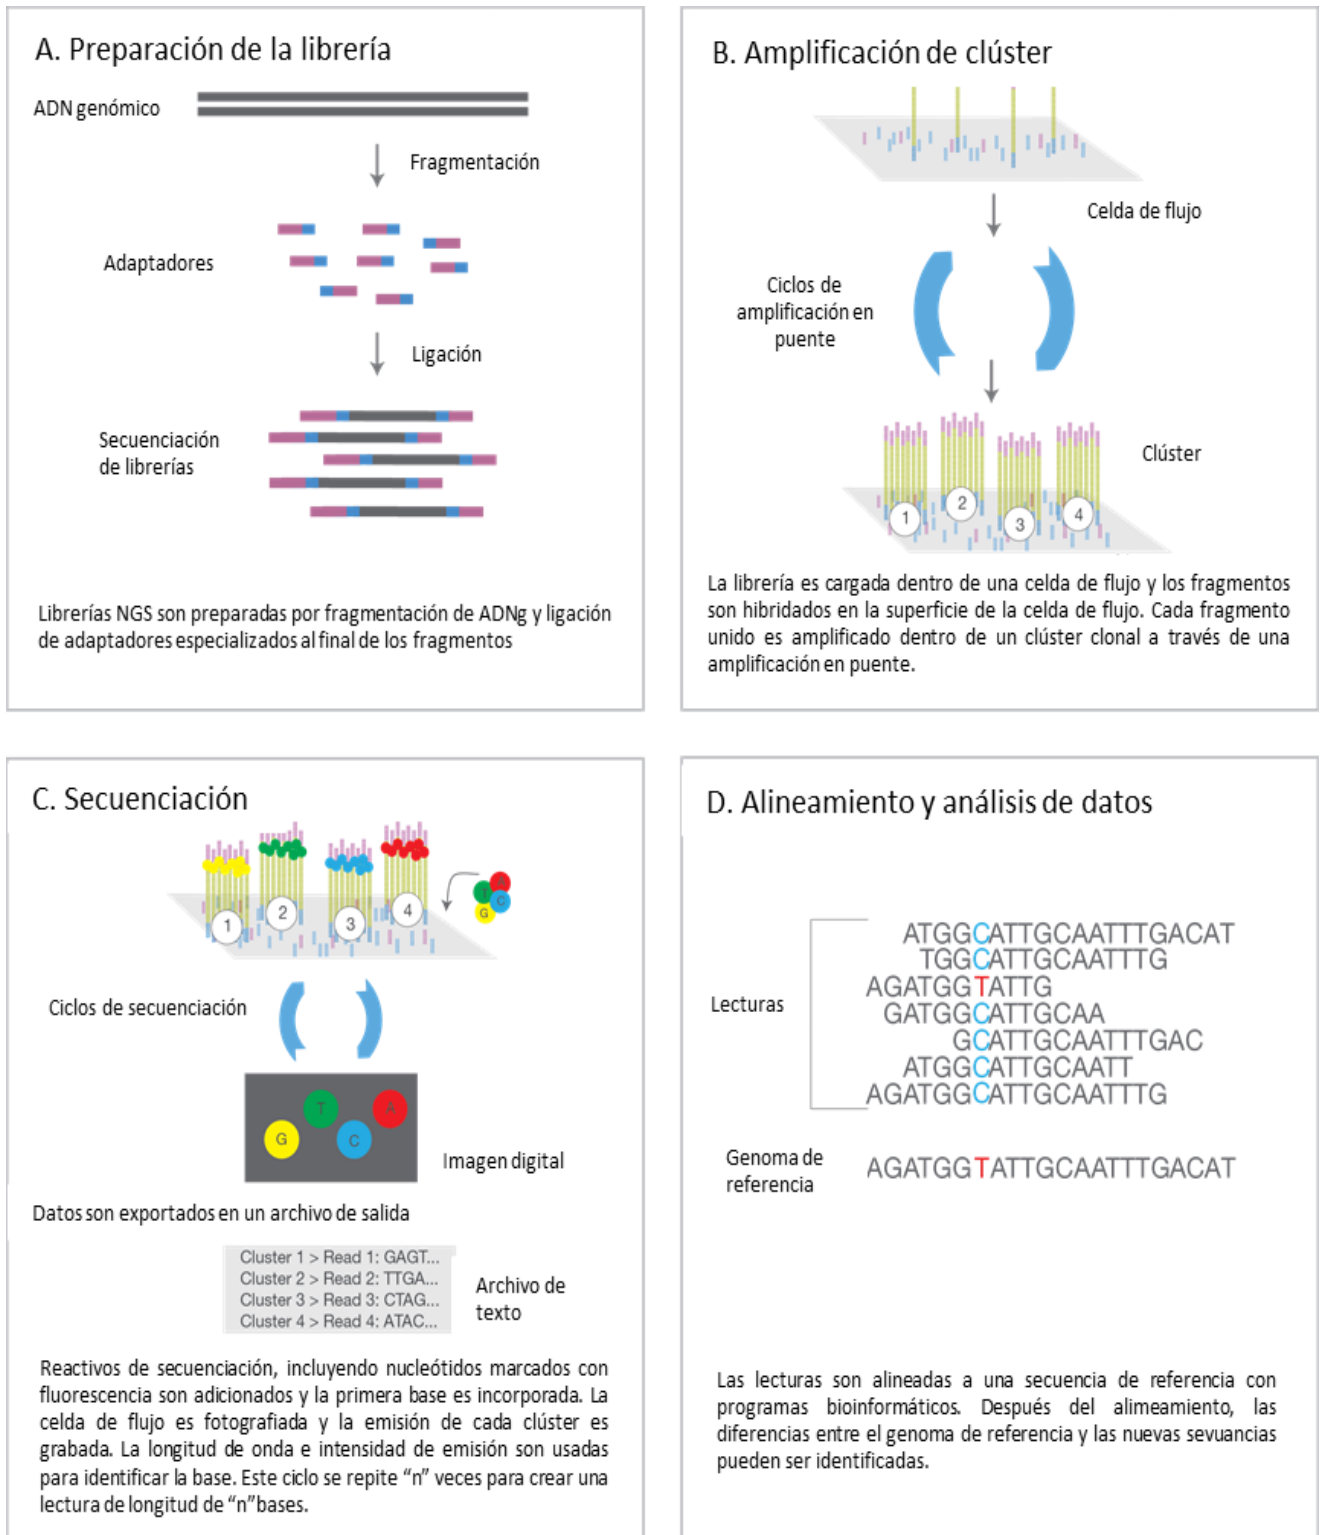 A. Preparación de la librería
ADN genómico
Fragmentación
Adaptadores
Ligación
Secuenciación
de librerías
Librerías NGS son preparadas por fragmentación de ADNg y ligación
de adaptadores especializados al final de los fragmentos
B. Amplificación de clúster
Celda de flujo
Ciclos de
amplificación en
puente
Clúster
1
2
3
4
La librería es cargada dentro de una celda de flujo y los fragmentos
son hibridados en la superficie de la celda de flujo. Cada fragmento
unido es amplificado dentro de un clúster clonal a través de una
amplificación en puente.
C. Secuenciación
1
2
3
4
A
T
C
G
Ciclos de secuenciación
T
A
G
C
Imagen digital
Datos son exportados en un archivo de salida
Cluster 1 > Read 1: GAGT...
Cluster 2 > Read 2: TTGA...
Cluster 3 > Read 3: CTAG...
Cluster 4 > Read 4: ATAC...
Archivo de
texto
Reactivos de secuenciación, incluyendo nucleótidos marcados con
fluorescencia son adicionados y la primera base es incorporada. La
celda de flujo es fotografiada y la emisión de cada clúster es
grabada. La longitud de onda e intensidad de emisión son usadas
para identificar la base. Este ciclo se repite “n” veces para crear una
lectura de longitud de “n”bases.
D. Alineamiento y análisis de datos
Lecturas
ATGGCATTGCAATTTGACAT
TGGCATTGCAATTTG
AGATGGTATTG
GATGGCATTGCAA
GCATTGCAATTTGAC
ATGGCATTGCAATT
AGATGGCATTGCAATTTG
Genoma de
referencia
AGATGGTATTGCAATTTGACAT
Las lecturas son alineadas a una secuencia de referencia con
programas bioinformáticos. Después del alimeamiento, las
diferencias entre el genoma de referencia y las nuevas sevuancias
pueden ser identificadas.